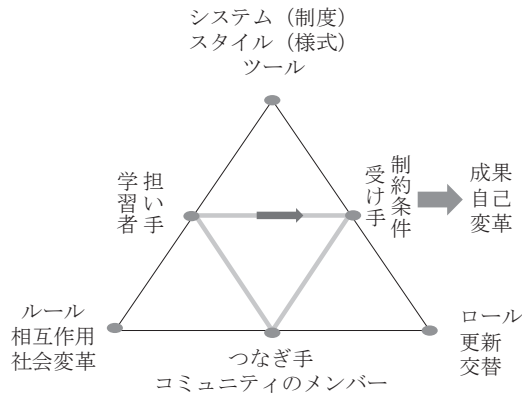 システム（制度）
スタイル（様式）
ツール
担い手
学習者
制約条件
受け手
成果
自己
変革
ルール
相互作用
社会変革
つなぎ手
コミュニティのメンバー
ロール
更新
交替